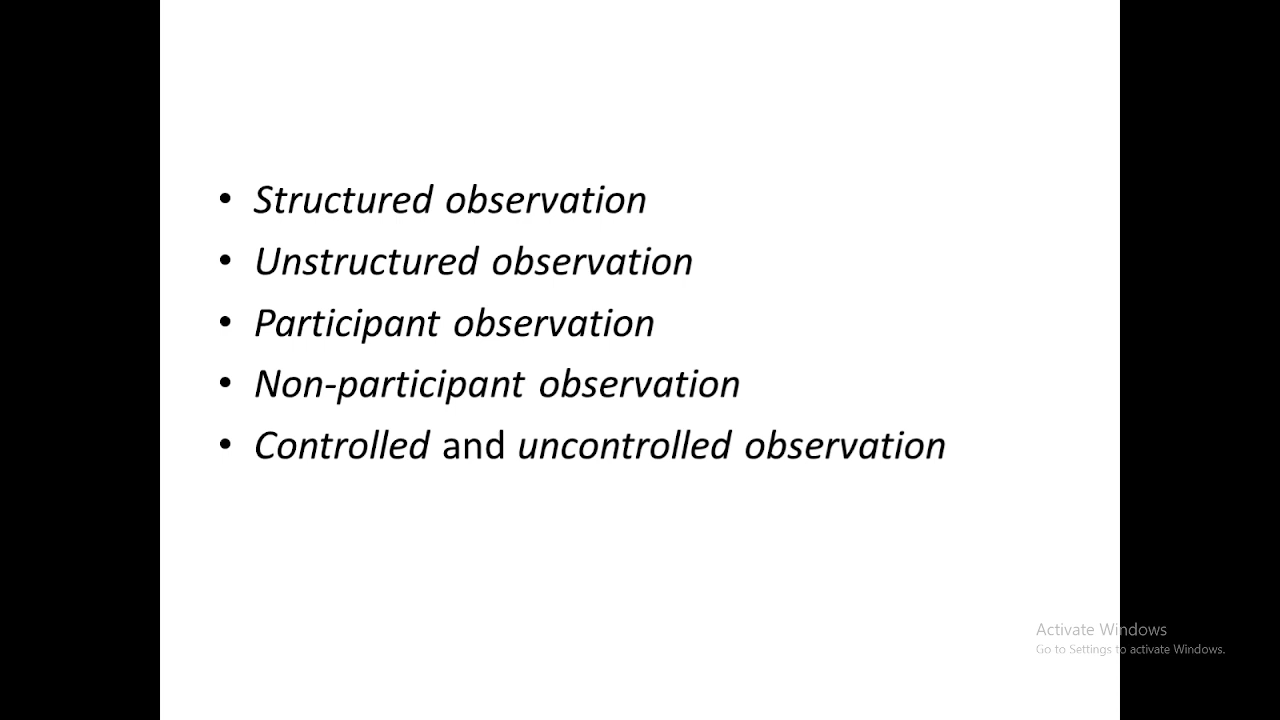 • Structured observation
• Unstructured observation
• Participant observation
• Non-participant observation
• Controlled and uncontrolled observation
Activate Windows
Go to Settings to activate Windows.